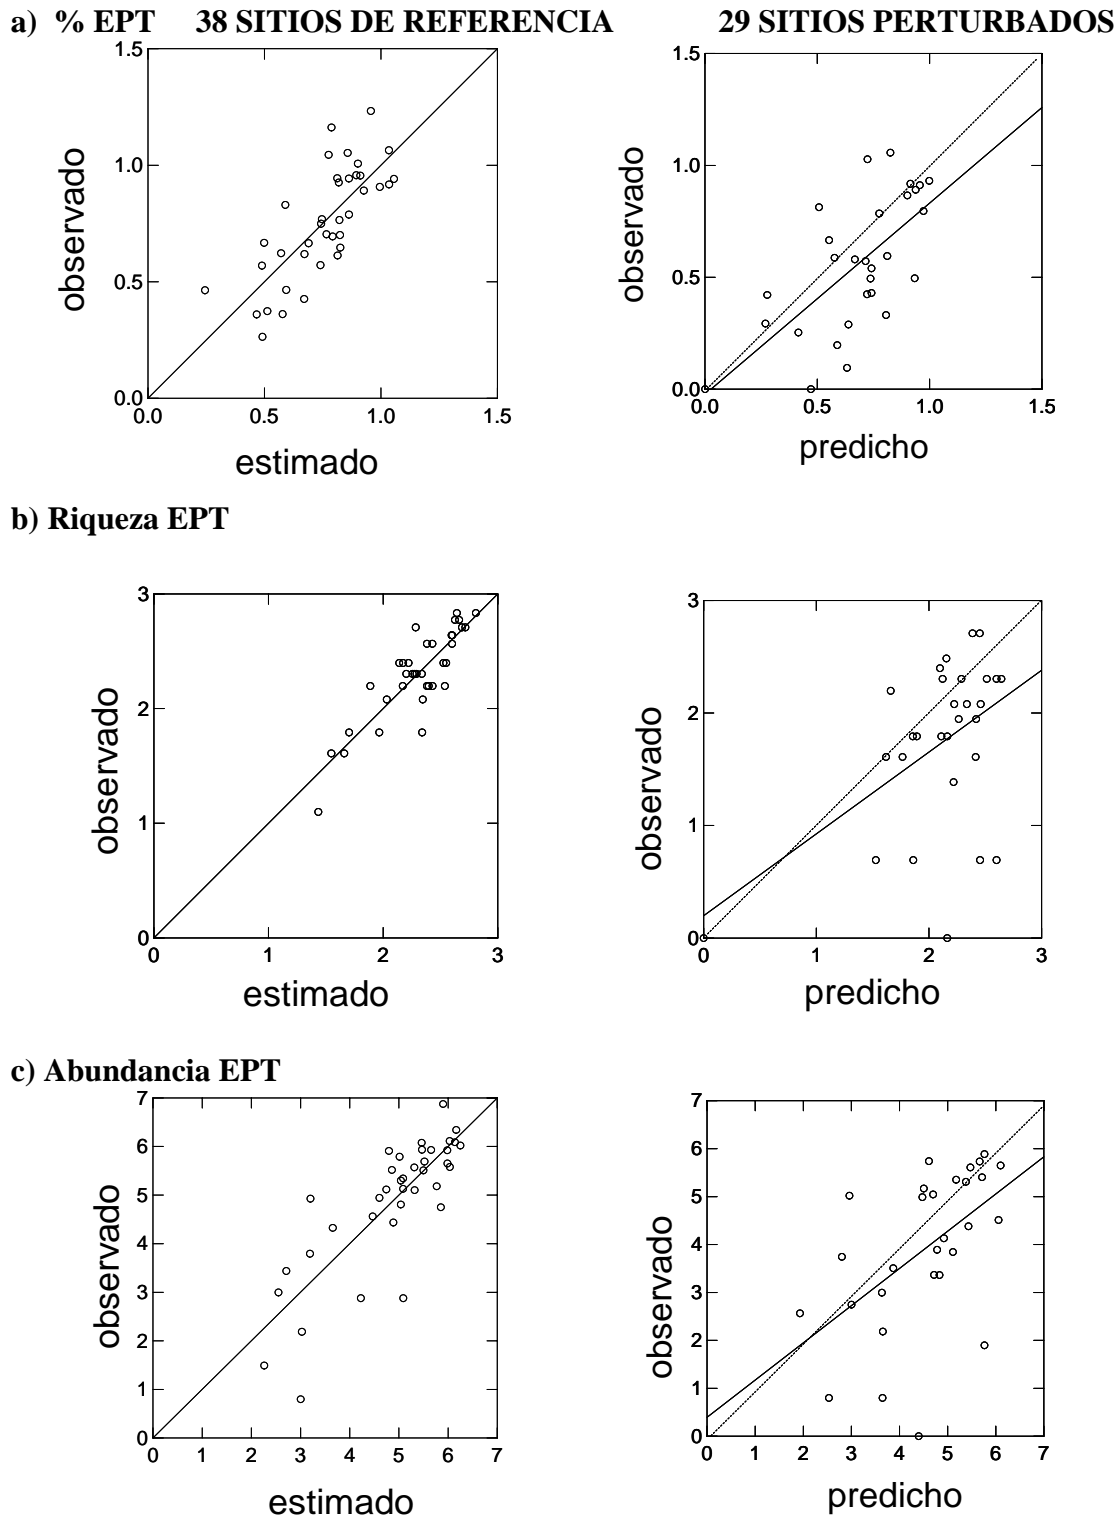 a) % EPT 38 SITIOS DE REFERENCIA 29 SITIOS PERTURBADOS
1.5
1.0
0.5
0.0
observado
0.0 0.5 1.0 1.5
estimado
1.5
1.0
0.5
0.0
observado
0.0 0.5 1.0 1.5
predicho
b) Riqueza EPT
3
2
1
0
observado
0 1 2 3
estimado
3
2
1
0
observado
0 1 2 3
predicho
c) Abundancia EPT
7
6
5
4
3
2
1
0
observado
0 1 2 3 4 5 6 7
estimado
7
6
5
4
3
2
1
0
observado
0 1 2 3 4 5 6 7
predicho